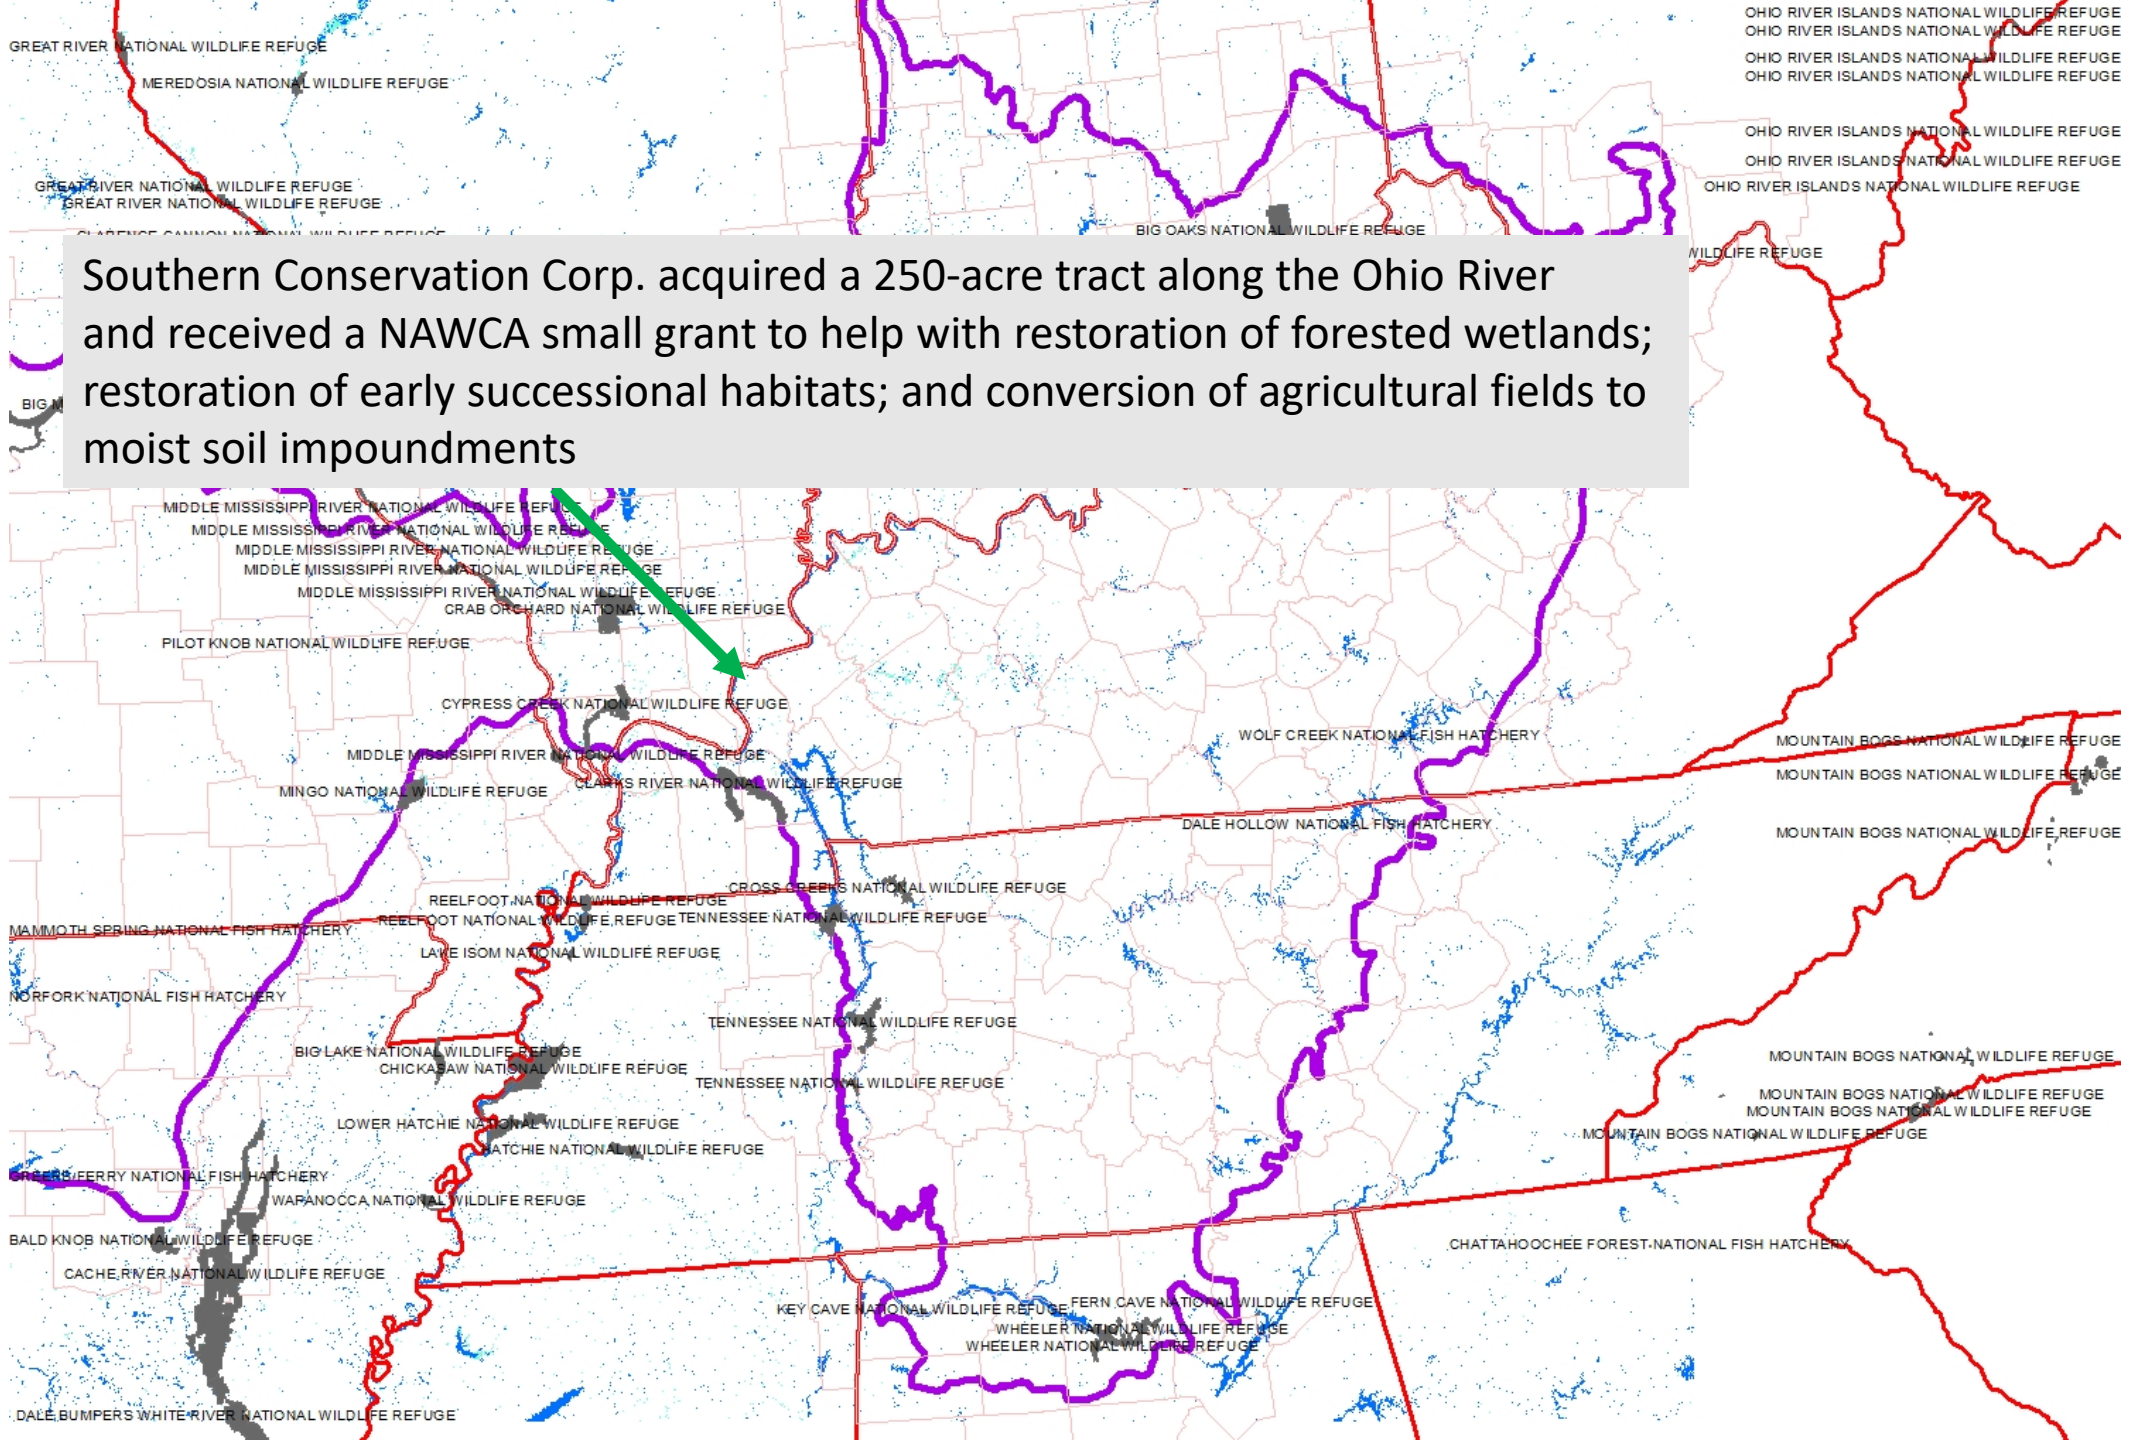 OHIO RIVER ISLANDS NATIONAL WILDLIFE REFUGE
OHIO RIVER ISLANDS NATIONAL WILDLIFE REFUGE
GREAT RIVER NATIONAL WILDLIFE REFUGE
OHIO RIVER ISLANDS NATIONAL WILDLIFE REFUGE
OHIO RIVER ISLANDS NATIONAL WILDLIFE REFUGE
MEREDOSIA NATIONAL WILDLIFE REFUGE
OHIO RIVER ISLANDS NATIONAL WILDLIFE REFUGE
OHIO RIVER ISLANDS NATIONAL WILDLIFE REFUGE
GREAT RIVER NATIONAL WILDLIFE REFUGE
OHIO RIVER ISLANDS NATIONAL WILDLIFE REFUGE
GREAT RIVER NATIONAL WILDLIFE REFUGE
BIG OAKS NATIONAL WILDLIFE REFUGE
CLARENCE CANNON NATIONAL WILDLIFE REFUGE
WILDLIFE REFUGE
Southern Conservation Corp. acquired a 250-acre tract along the Ohio River
and received a NAWCA small grant to help with restoration of forested wetlands;
restoration of early successional habitats; and conversion of agricultural fields to
moist soil impoundments
BIG M
MIDDLE MISSISSIPPI RIVER NATIONAL WILDLIFE REFUGE
MIDDLE MISSISSIPPI RIVER NATIONAL WILDLIFE REFUGE
MIDDLE MISSISSIPPI RIVER NATIONAL WILDLIFE REFUGE
MIDDLE MISSISSIPPI RIVER NATIONAL WILDLIFE REFUGE
MIDDLE MISSISSIPPI RIVER NATIONAL WILDLIFE REFUGE
CRAB ORCHARD NATIONAL WILDLIFE REFUGE
PILOT KNOB NATIONAL WILDLIFE REFUGE
CYPRESS CREEK NATIONAL WILDLIFE REFUGE
WOLF CREEK NATIONAL FISH HATCHERY
MOUNTAIN BOGS NATIONAL WILDLIFE REFUGE
MIDDLE MISSISSIPPI RIVER NATIONAL WILDLIFE REFUGE
MOUNTAIN BOGS NATIONAL WILDLIFE REFUGE
CLARKS RIVER NATIONAL WILDLIFE REFUGE
MINGO NATIONAL WILDLIFE REFUGE
DALE HOLLOW NATIONAL FISH HATCHERY
MOUNTAIN BOGS NATIONAL WILDLIFE REFUGE
CROSS CREEKS NATIONAL WILDLIFE REFUGE
REELFOOT NATIONAL WILDLIFE REFUGE
REELFOOT NATIONAL WILDLIFE REFUGE
TENNESSEE NATIONAL WILDLIFE REFUGE
MAMMOTH SPRING NATIONAL FISH HATCHERY
LAKE ISOM NATIONAL WILDLIFE REFUGE
NORFORK NATIONAL FISH HATCHERY
TENNESSEE NATIONAL WILDLIFE REFUGE
BIG LAKE NATIONAL WILDLIFE REFUGE
MOUNTAIN BOGS NATIONAL WILDLIFE REFUGE
CHICKASAW NATIONAL WILDLIFE REFUGE
TENNESSEE NATIONAL WILDLIFE REFUGE
MOUNTAIN BOGS NATIONAL WILDLIFE REFUGE
MOUNTAIN BOGS NATIONAL WILDLIFE REFUGE
LOWER HATCHIE NATIONAL WILDLIFE REFUGE
MOUNTAIN BOGS NATIONAL WILDLIFE REFUGE
HATCHIE NATIONAL WILDLIFE REFUGE
GREERS FERRY NATIONAL FISH HATCHERY
WAPANOCCA NATIONAL WILDLIFE REFUGE
BALD KNOB NATIONAL WILDLIFE REFUGE
CHATTAHOOCHEE FOREST NATIONAL FISH HATCHERY
CACHE RIVER NATIONAL WILDLIFE REFUGE
KEY CAVE NATIONAL WILDLIFE REFUGE
FERN CAVE NATIONAL WILDLIFE REFUGE
WHEELER NATIONAL WILDLIFE REFUGE
WHEELER NATIONAL WILDLIFE REFUGE
DALE BUMPERS WHITE RIVER NATIONAL WILDLIFE REFUGE